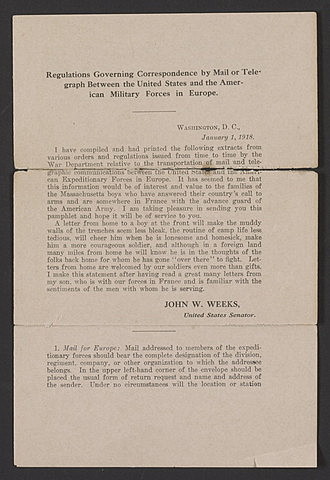 Regulations Governing Correspondence by Mail or Tele-
graph Between the United States and the Amer-
ican Military Forces in Europe.
WASHINGTON, D. C.,
January 1, 1918.
I have compiled and had printed the following extracts from
various orders and regulations issued from time to time by the
War Department relative to the transportation of mail and tele-
graphic communications between the United States and the Ameri-
can Expeditionary Forces in Europe. It has seemed to me that
this information would be of interest and value to the families of
the Massachusetts boys who have answered their country's call to
arms and are somewhere in France with the advance guard of
the American Army. I am taking pleasure in sending you this
pamphlet and hope it will be of service to you.
A letter from home to a boy at the front will make the muddy
walls of the trenches seem less bleak, the routine of camp life less
tedious, will cheer him when he is lonesome and homesick, make
him a more courageous soldier, and although in a foreign land
many miles from home he will know he is in the thoughts of the
folks back home for whom he has gone "over there" to fight. Let-
ters from home are welcomed by our soldiers even more than gifts.
I make this statement after having read a great many letters from
my son, who is with our forces in France and is familiar with the
sentiments of the men with whom he is serving.
JOHN W. WEEKS,
United States Senator.
1. Mail for Europe: Mail addressed to members of the expedi-
tionary forces should bear the complete designation of the division,
regiment, company, or other organization to which the addressee
belongs. In the upper left-hand corner of the envelope should be
placed the usual form of return request and name and address of
the sender. Under no circumstances will the location or station